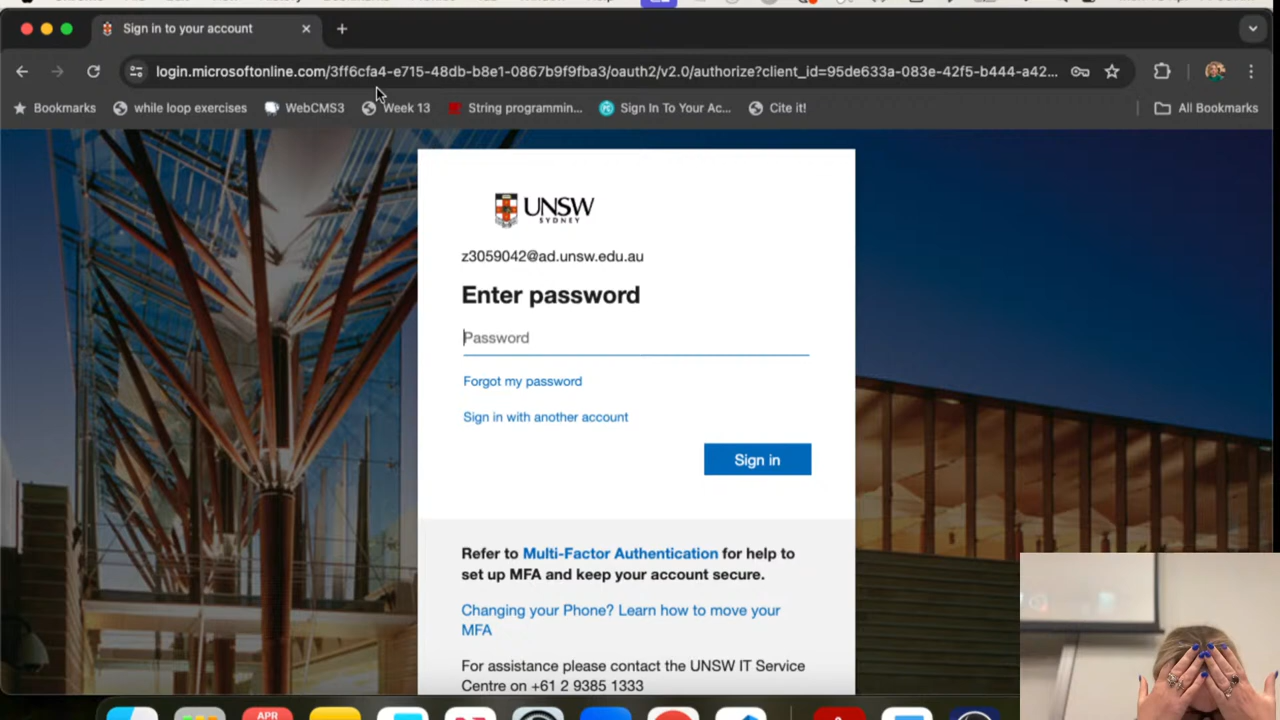 Sign in to your account
login.microsoftonline.com/3ff6cfa4-e715-48db-b8e1-0867b9f9fba3/oauth2/v2.0/authorize?client_id=95de633a-083e-42f5-b444-a42...
Bookmarks while loop exercises WebCMS3 Week 13 String programmin... Sign In To Your Ac... Cite it! All Bookmarks
UNSW
SYDNEY
z3059042@ad.unsw.edu.au
Enter password
Password
Forgot my password
Sign in with another account
Sign in
Refer to Multi-Factor Authentication for help to
set up MFA and keep your account secure.
Changing your Phone? Learn how to move your
MFA
For assistance please contact the UNSW IT Service
Centre on +61 2 9385 1333
APR